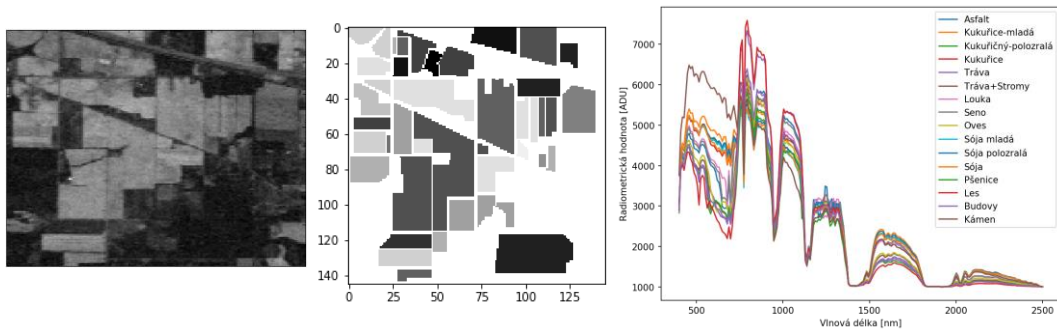 0
20
40
60
80
100
120
140
0 25 50 75 100 125
Radiometrická hodnota [ADU]
7000
6000
5000
4000
3000
2000
1000
500 1000 1500 2000 2500
Vlnová délka [nm]
Asfalt
Kukuřice-mladá
Kukuřičný-polozralá
Kukuřice
Tráva
Tráva+Stromy
Louka
Seno
Oves
Sója mladá
Sója polozralá
Sója
Pšenice
Les
Budovy
Kámen